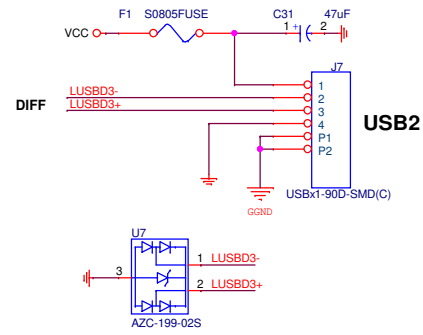 F1 S0805FUSE C31 47uF
VCC 1 + 2
J7
LUSBD3- 1
DIFF LUSBD3+ 2
3
4 USB2
P1
P2
USBx1-90D-SMD(C)
GGND
U7
1 LUSBD3-
3
2 LUSBD3+
AZC-199-02S